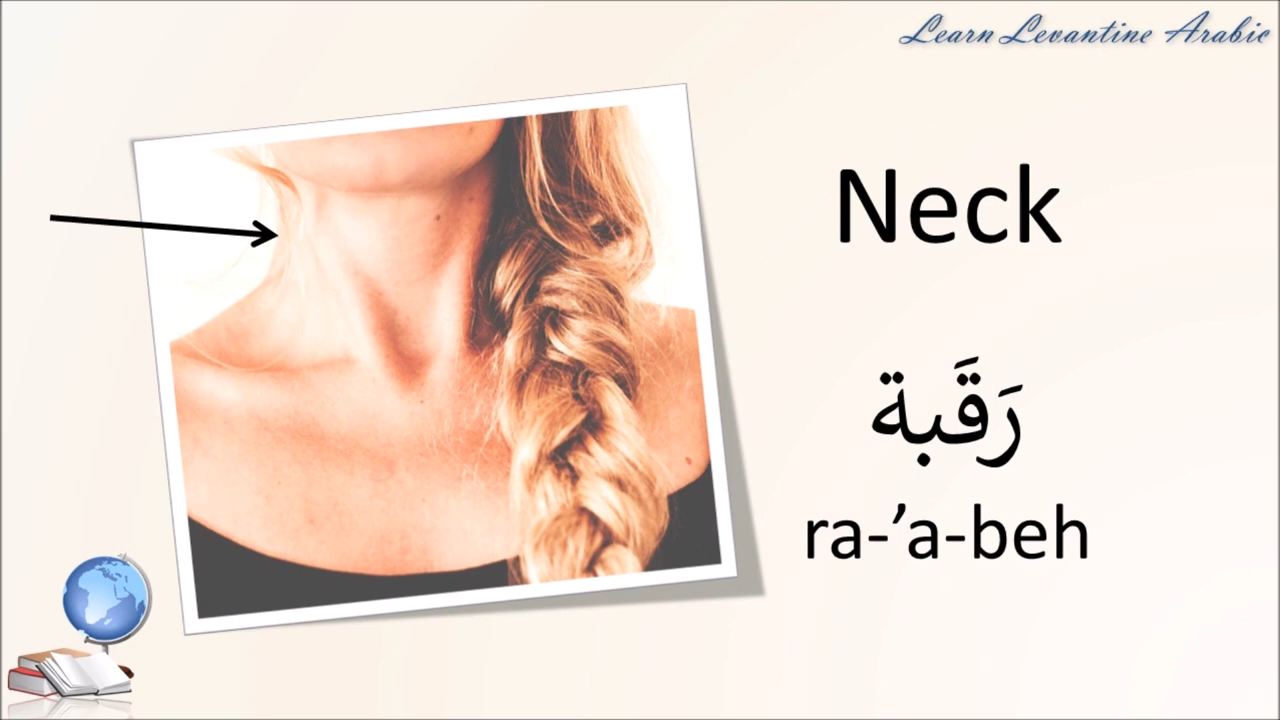 Learn Levantine Arabic
Neck
رَقَبة
ra-’a-beh